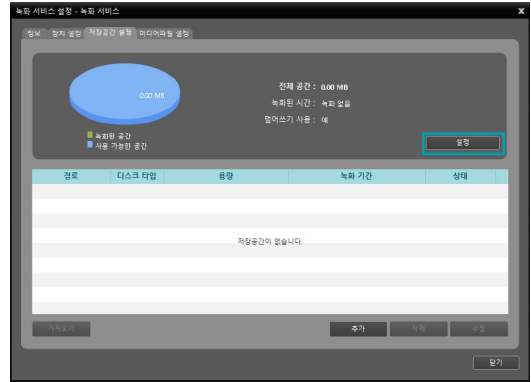 녹화 서비스 설정 - 녹화 서비스 x
정보 장치 설정 저장공간 설정 미디어파일 설정
0.00 MB
전체 공간 : 0.00 MB
녹화된 시간 : 녹화 없음
덮어쓰기 사용 : 예
녹화된 공간
사용 가능한 공간
설정
경로 디스크 타입 용량 녹화 기간 상태
저장공간이 없습니다.
가져오기 추가 삭제 수정
닫기